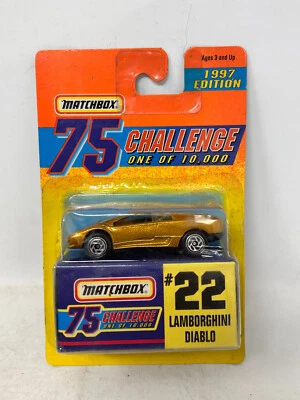 Ages 3 and Up
1997
EDITION
MATCHBOX
75 CHALLENGE
ONE OF 10,000
MATCHBOX
75 CHALLENGE
ONE OF 10,000
#22
LAMBORGHINI
DIABLO